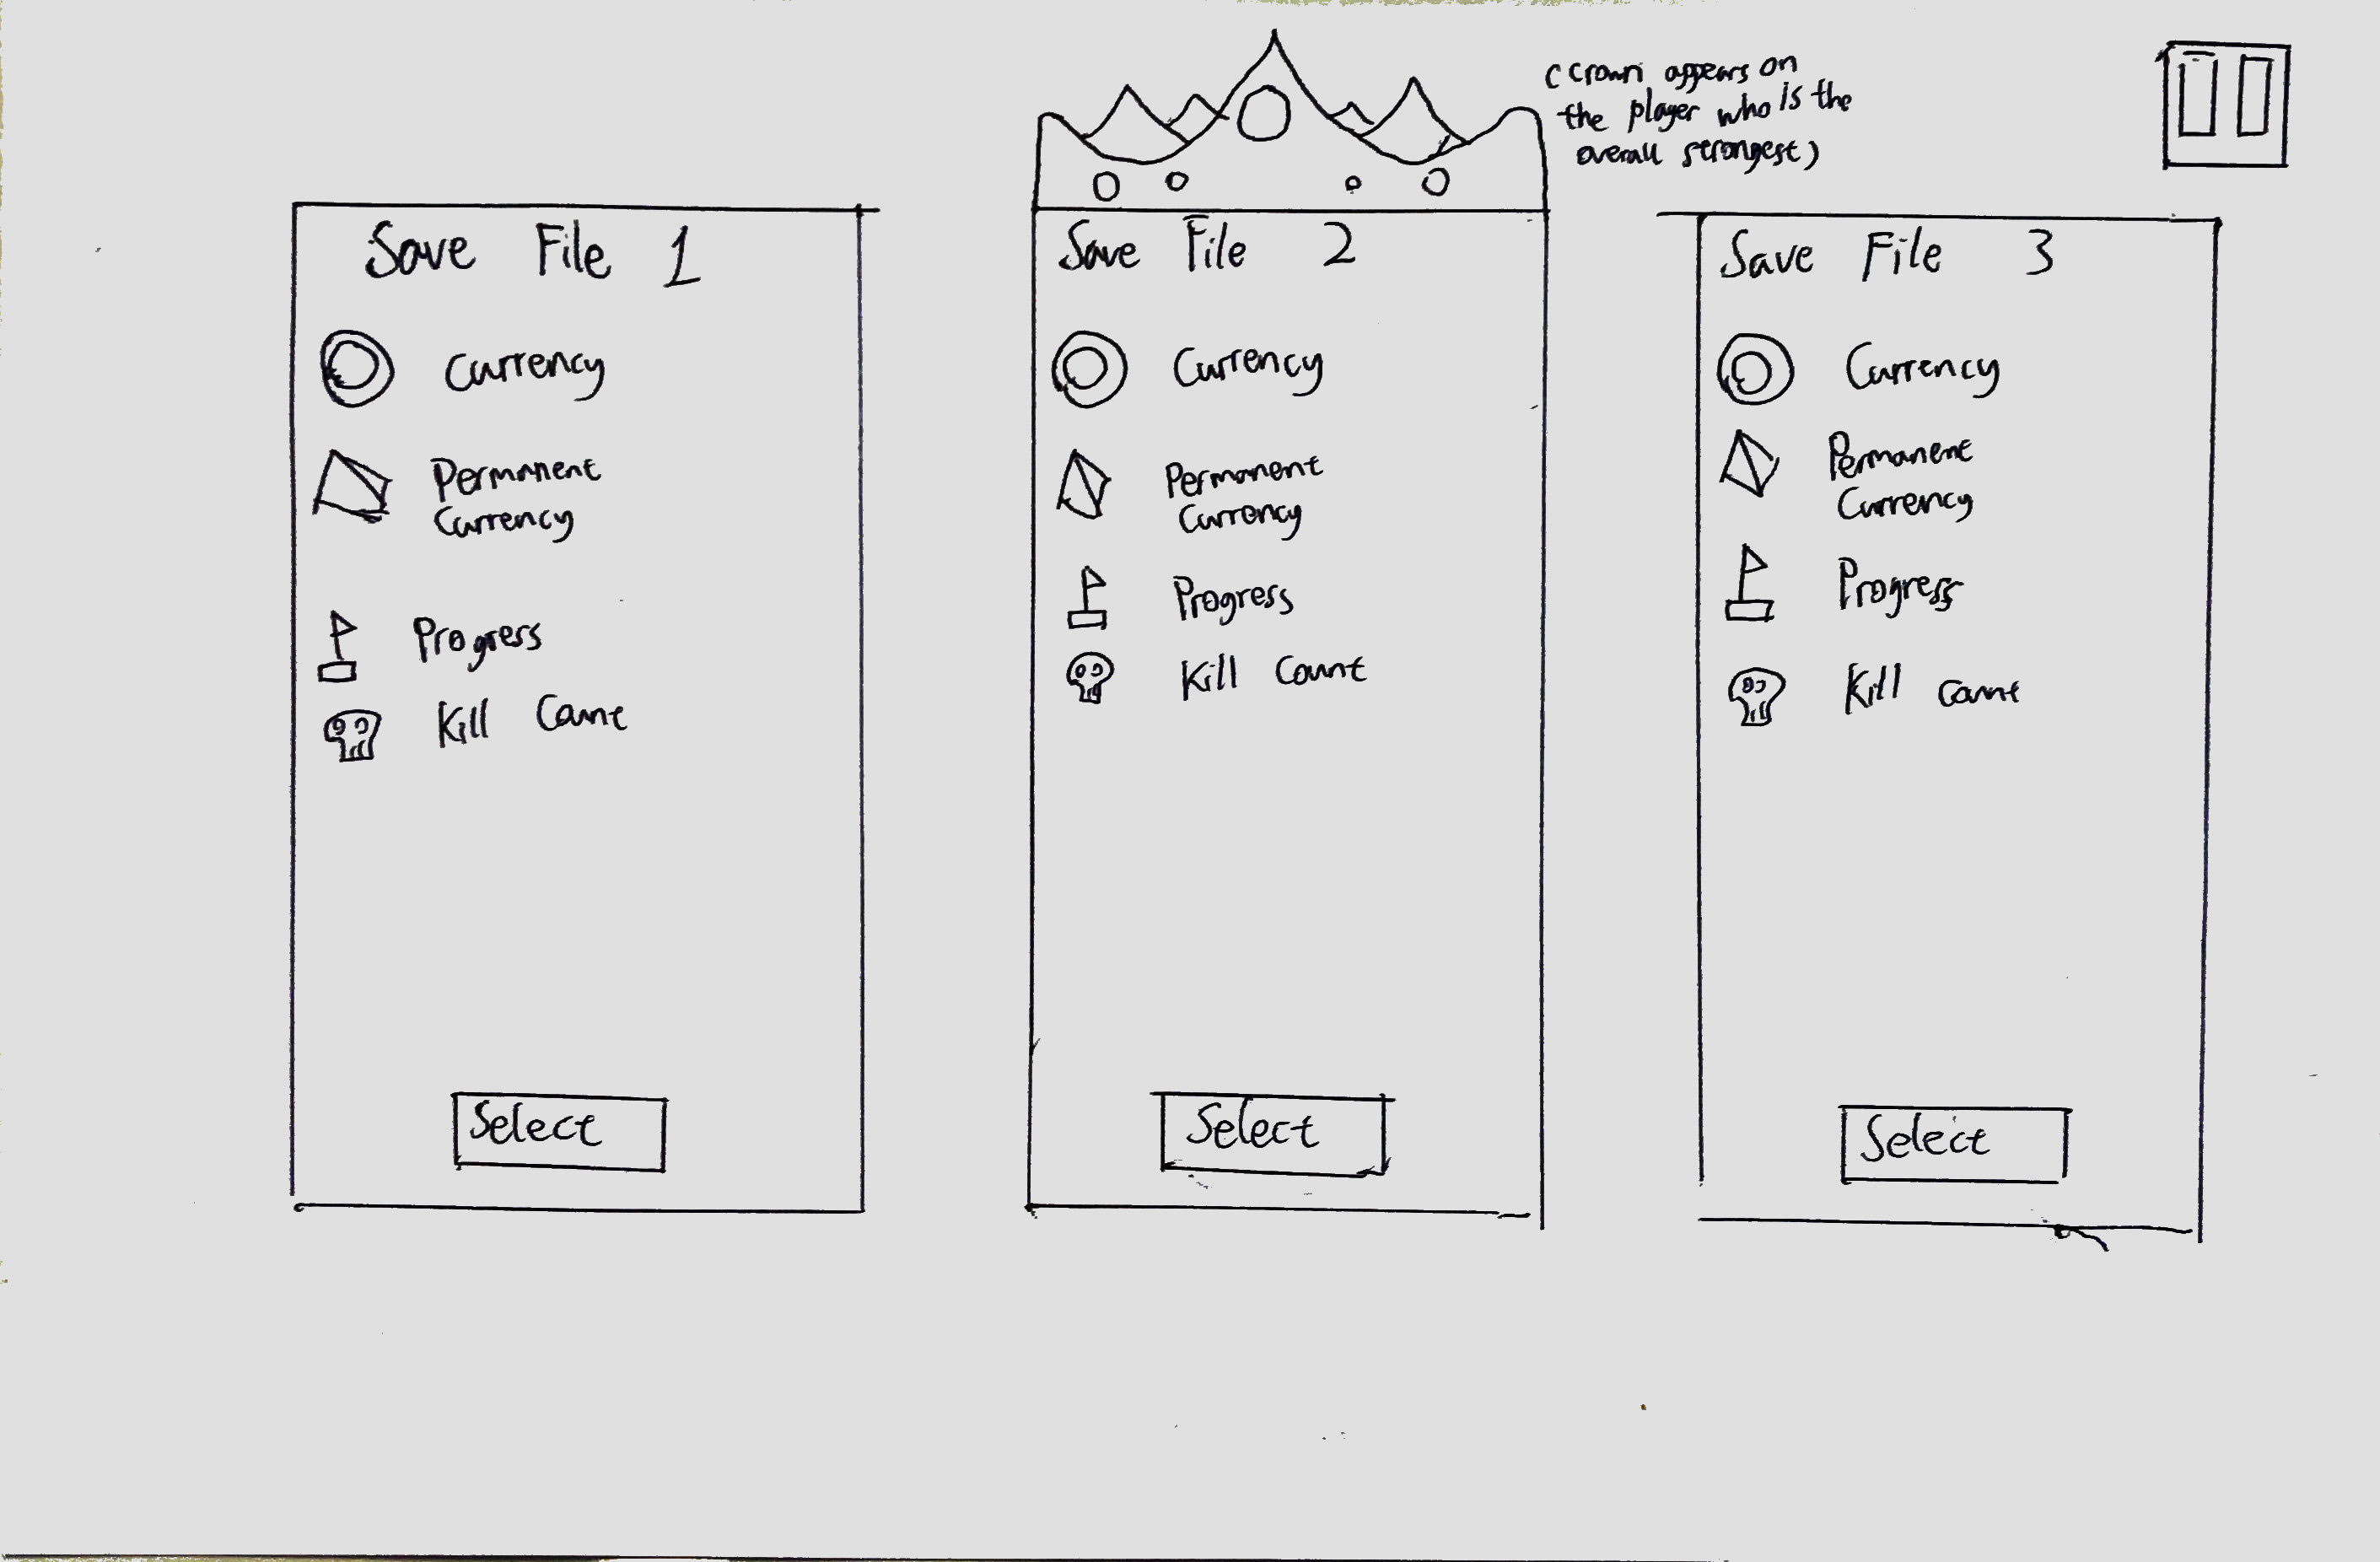 (Crown appears on
the player who is the
overall strongest)
Save File 1
Currency
Permanent
Currency
Progress
Kill Count
Select
Save File 2
Currency
Permanent
Currency
Progress
Kill Count
Select
Save File 3
Currency
Permanent
Currency
Progress
Kill Count
Select